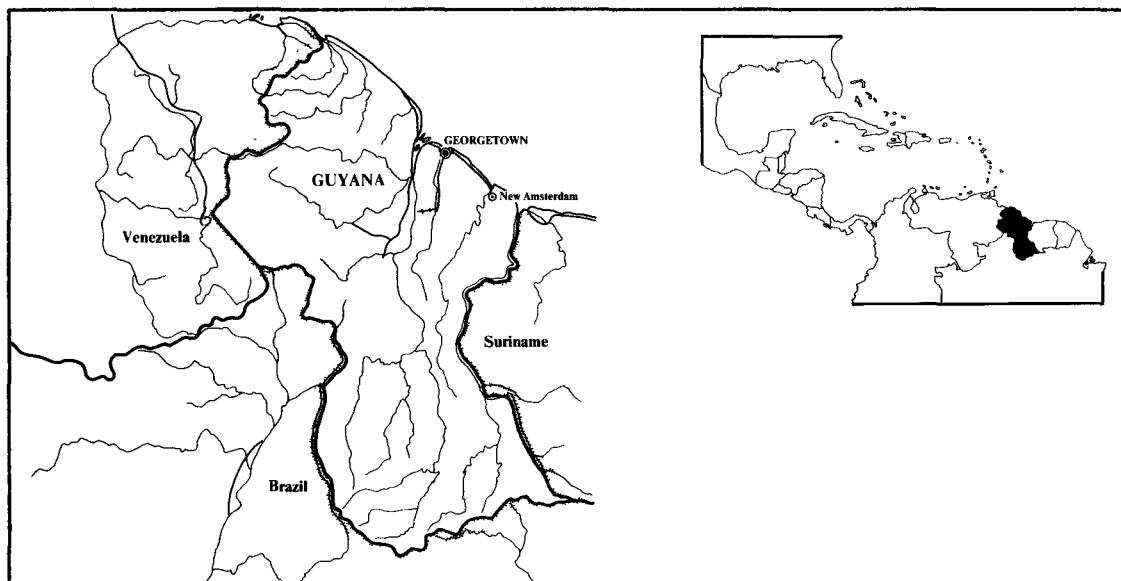 GEORGETOWN
GUYANA
New Amsterdam
Venezuela
Suriname
Brazil